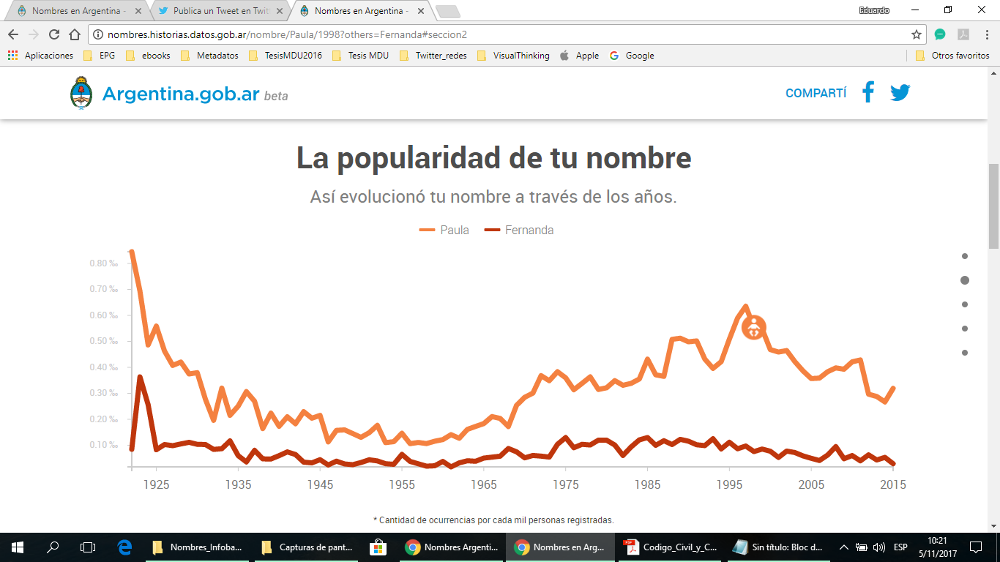 Nombres en Argentina -
Publica un Tweet en Twit
Nombres en Argentina -
Eduardo
nombres.historias.datos.gob.ar/nombre/Paula/1998?others=Fernanda#seccion2
Aplicaciones EPG ebooks Metadatos TesisMDU2016 Tesis MDU Twitter_redes VisualThinking Apple Google Otros favoritos
Argentina.gob.ar beta
COMPARTÍ
La popularidad de tu nombre
Así evolucionó tu nombre a través de los años.
Paula Fernanda
0.80 ‰
0.70 ‰
0.60 ‰
0.50 ‰
0.40 ‰
0.30 ‰
0.20 ‰
0.10 ‰
1925 1935 1945 1955 1965 1975 1985 1995 2005 2015
* Cantidad de ocurrencias por cada mil personas registradas.
Nombres_Infoba... Capturas de pant... Nombres Argenti... Nombres en Arg... Codigo_Civil_y_C... Sin título: Bloc d... ESP
10:21
5/11/2017